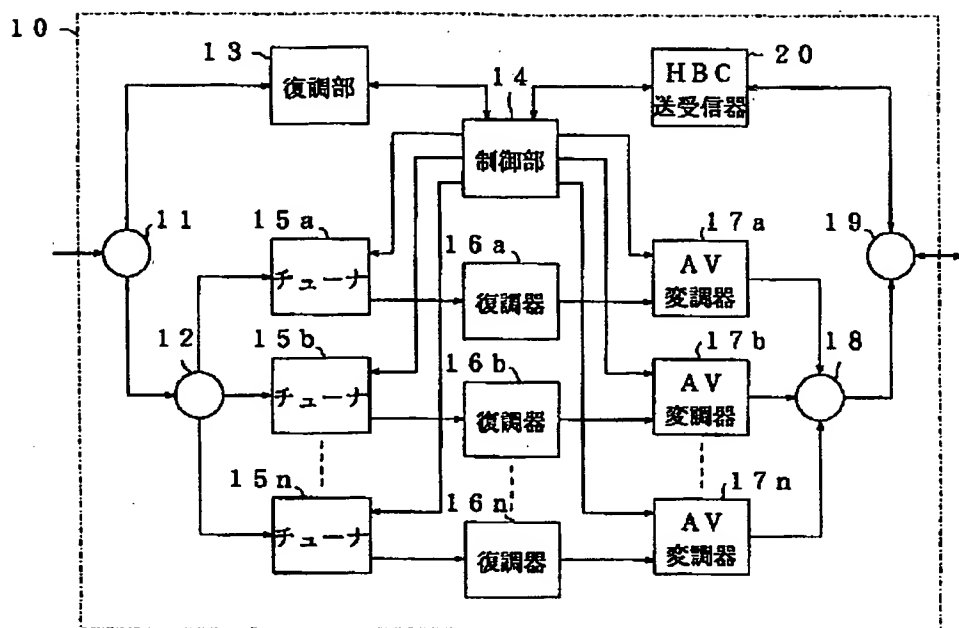 10
13
復調部
14
制御部
20
HBC
送受信器
11
12
15a
チューナ
16a
復調器
17a
AV
変調器
19
15b
チューナ
16b
復調器
17b
AV
変調器
18
15n
チューナ
16n
復調器
17n
AV
変調器